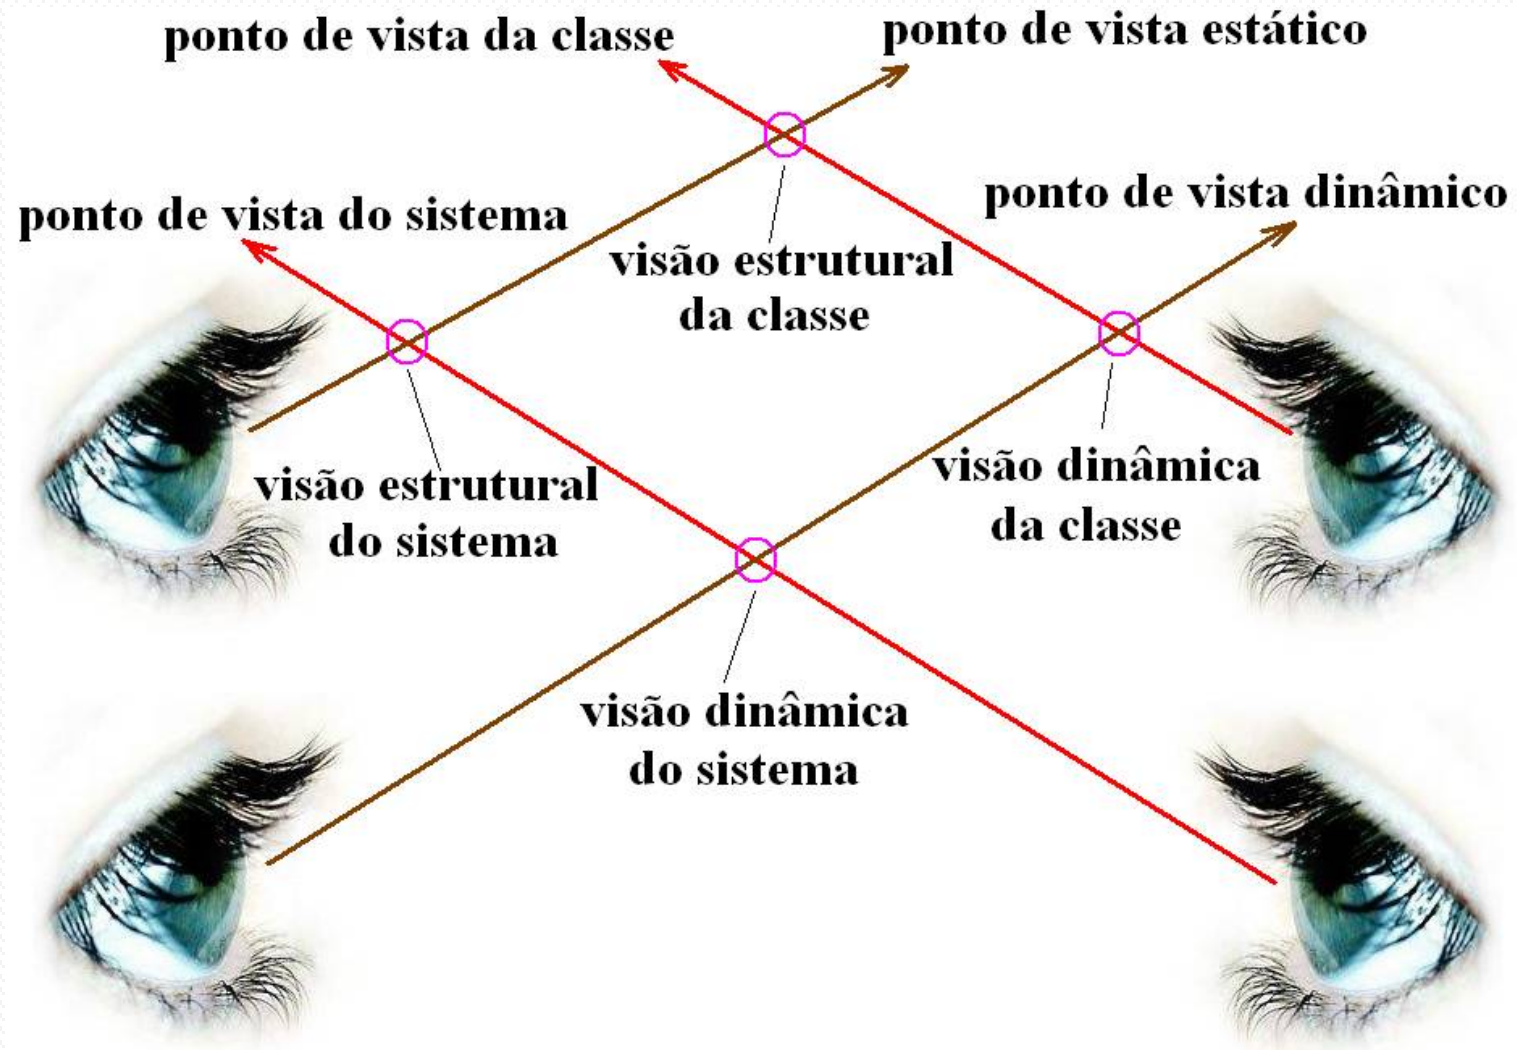 ponto de vista da classe
ponto de vista estático
ponto de vista do sistema
ponto de vista dinâmico
visão estrutural
da classe
visão estrutural
do sistema
visão dinâmica
da classe
visão dinâmica
do sistema